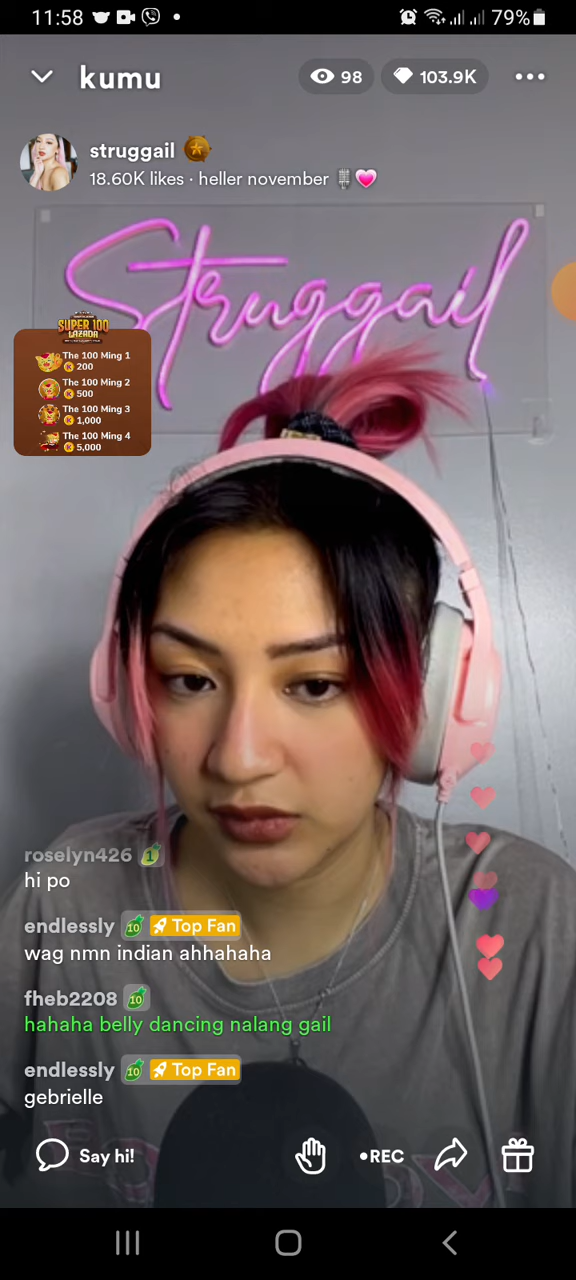 11:58
79%
kumu
98
103.9K
struggail
18.60K likes · heller november
Struggail
SUPER 100
LAZADA
The 100 Ming 1
200
The 100 Ming 2
500
The 100 Ming 3
1,000
The 100 Ming 4
5,000
roselyn426 1
hi po
endlessly 10 Top Fan
wag nmn indian ahhahaha
fheb2208 10
hahaha belly dancing nalang gail
endlessly 10 Top Fan
gebrielle
Say hi!
•REC